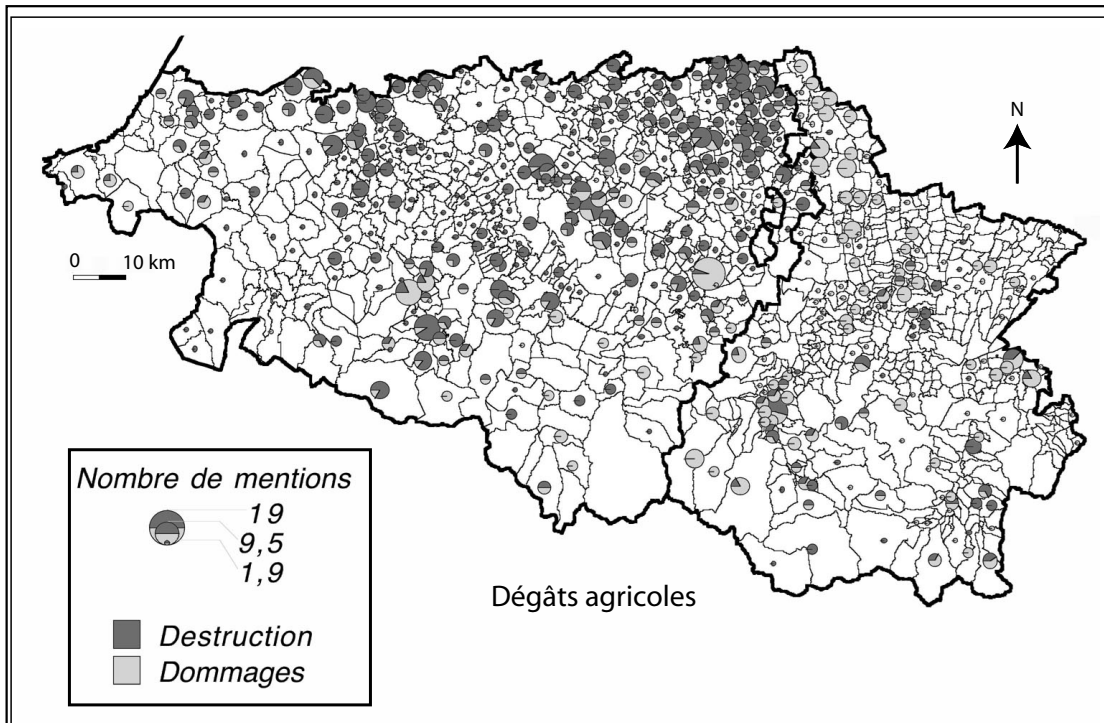 N
0 10 km
Nombre de mentions
19
9,5
1,9
Dégâts agricoles
Destruction
Dommages